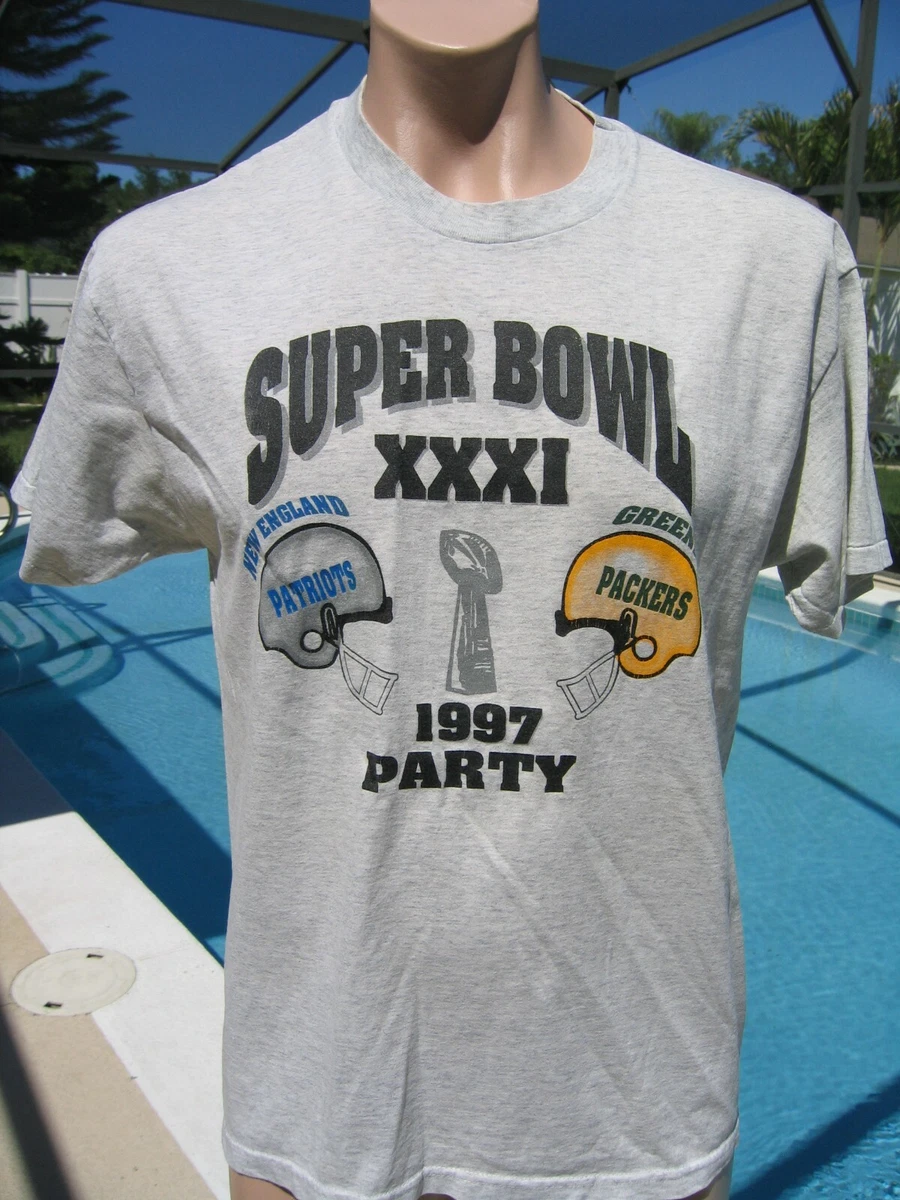 SUPER BOWL
XXXI
NEW ENGLAND
PATRIOTS
GREEN
PACKERS
1997
PARTY